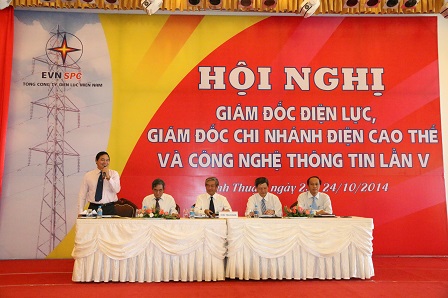 EVN SPC
TỔNG CÔNG TY ĐIỆN LỰC MIỀN NAM
HỘI NGHỊ
GIÁM ĐỐC ĐIỆN LỰC,
GIÁM ĐỐC CHI NHÁNH ĐIỆN CAO THẾ
VÀ CÔNG NGHỆ THÔNG TIN LẦN V
ngày 24/10/2014